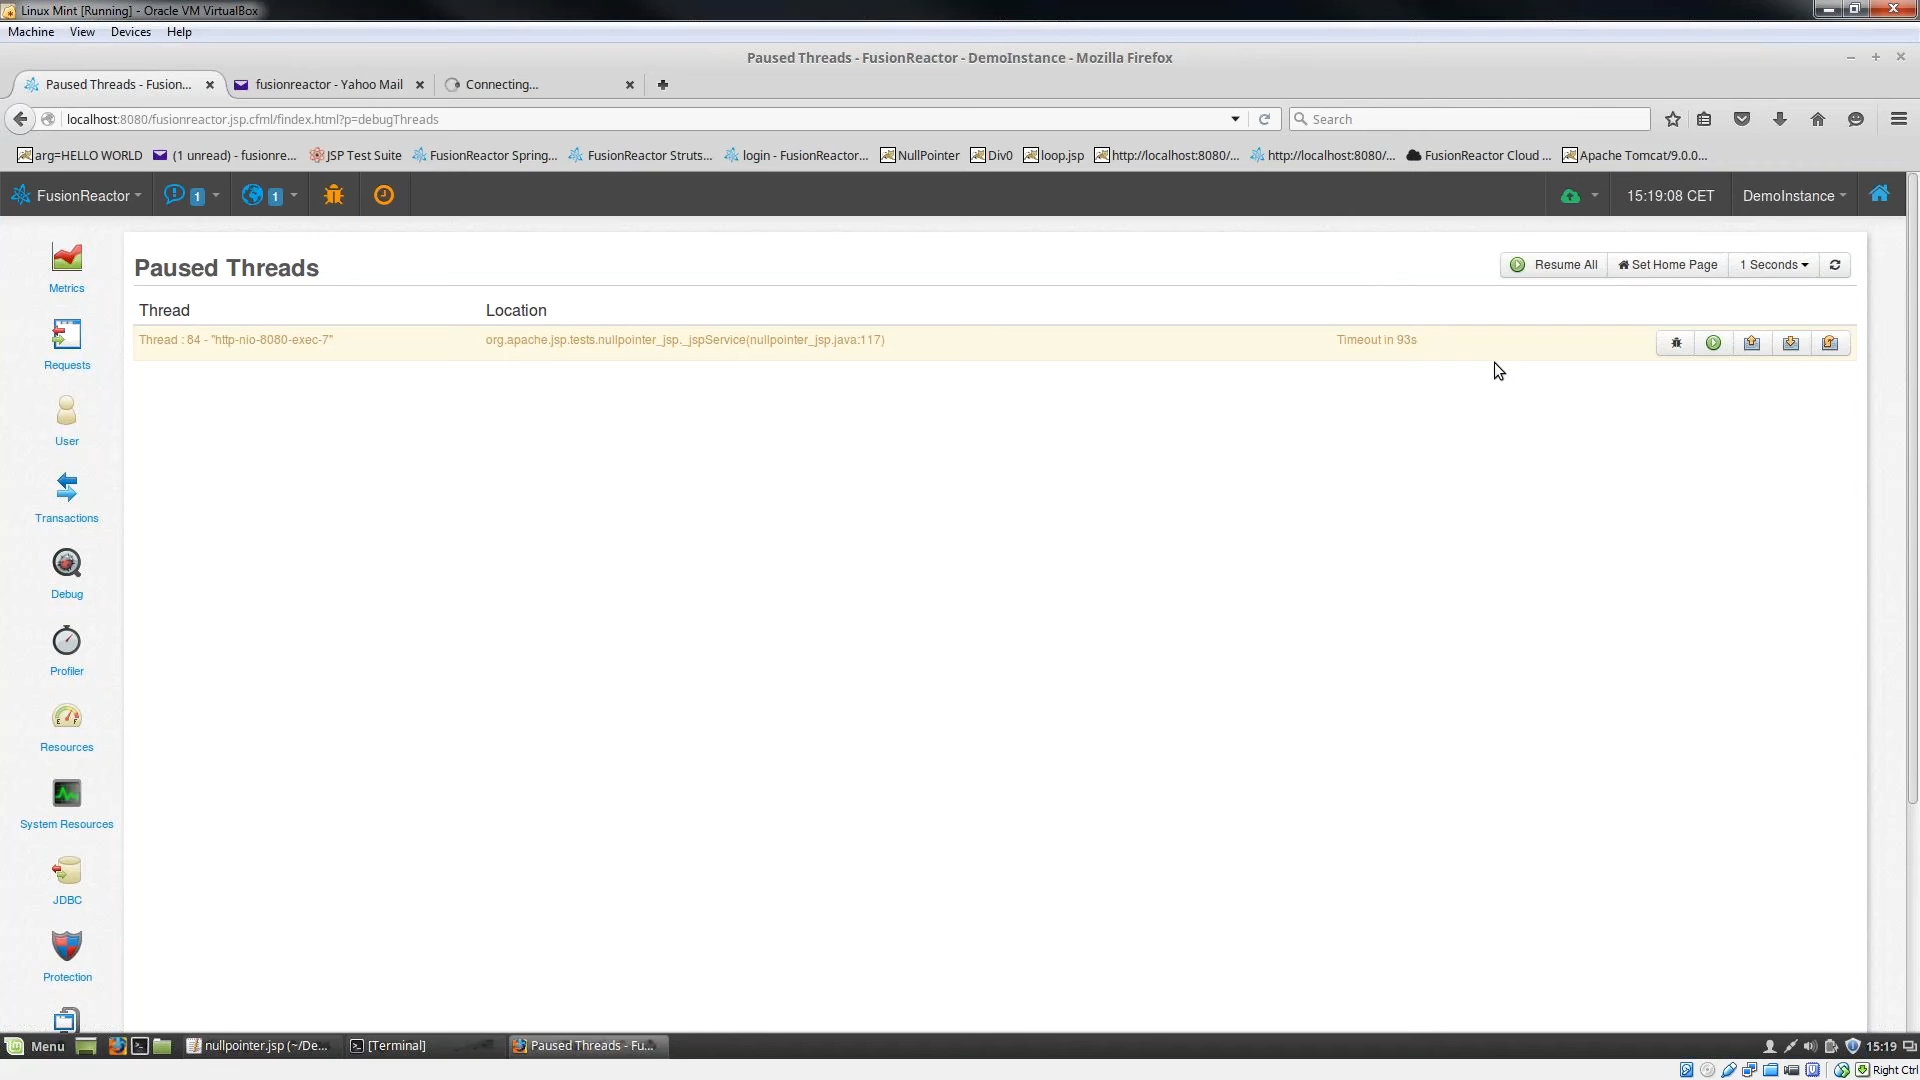 Linux Mint [Running] - Oracle VM VirtualBox
Machine View Devices Help
Paused Threads - FusionReactor - DemoInstance - Mozilla Firefox
Paused Threads - Fusion... fusionreactor - Yahoo Mail Connecting...
localhost:8080/fusionreactor.jsp.cfml/findex.html?p=debugThreads Search
arg=HELLO WORLD (1 unread) - fusionre... JSP Test Suite FusionReactor Spring... FusionReactor Struts... login - FusionReactor... NullPointer Div0 loop.jsp http://localhost:8080/... http://localhost:8080/... FusionReactor Cloud ... Apache Tomcat/9.0.0...
FusionReactor 1 1 15:19:08 CET DemoInstance
Paused Threads Resume All Set Home Page 1 Seconds
Thread Location
Thread : 84 - "http-nio-8080-exec-7" org.apache.jsp.tests.nullpointer_jsp._jspService(nullpointer_jsp.java:117) Timeout in 93s
Metrics
Requests
User
Transactions
Debug
Profiler
Resources
System Resources
JDBC
Protection
Menu nullpointer.jsp (~/De... [Terminal] Paused Threads - Fu... 15:19
Right Ctrl